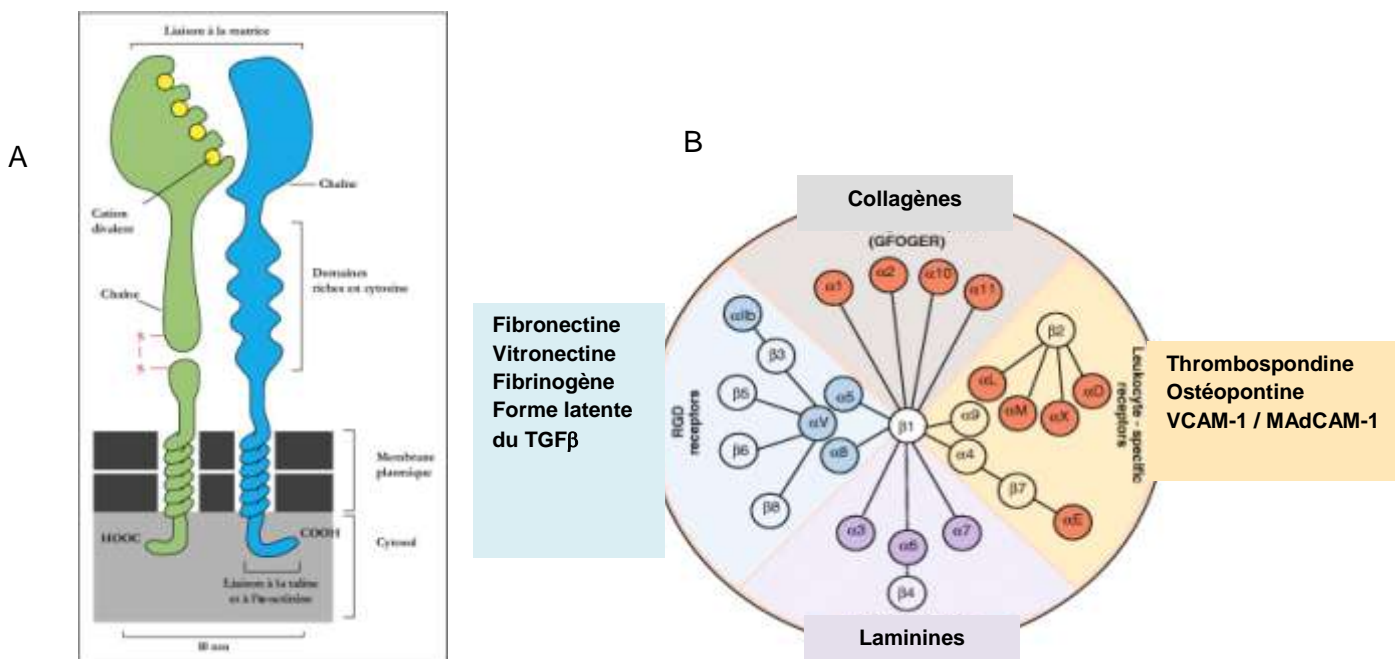 A
Liaison à la matrice
Chaîne
Cation
divalent
Domaines
riches en cystéine
Chaîne
S
S
Membrane
plasmique
HOOC
COOH
Cytosol
Liaison à la taline
et à l'α-actinine
10 nm
B
Collagènes
(GFOGER)
α1
α2
α10
α11
αIIb
β3
β5
αV
α5
β6
α8
β8
RGD
receptors
Fibronectine
Vitronectine
Fibrinogène
Forme latente
du TGFβ
β1
β2
αL
αM
αX
αD
α9
α4
β7
αE
Leukocyte - specific
receptors
Thrombospondine
Ostéopontine
VCAM-1 / MAdCAM-1
α3
α6
α7
β4
Laminines